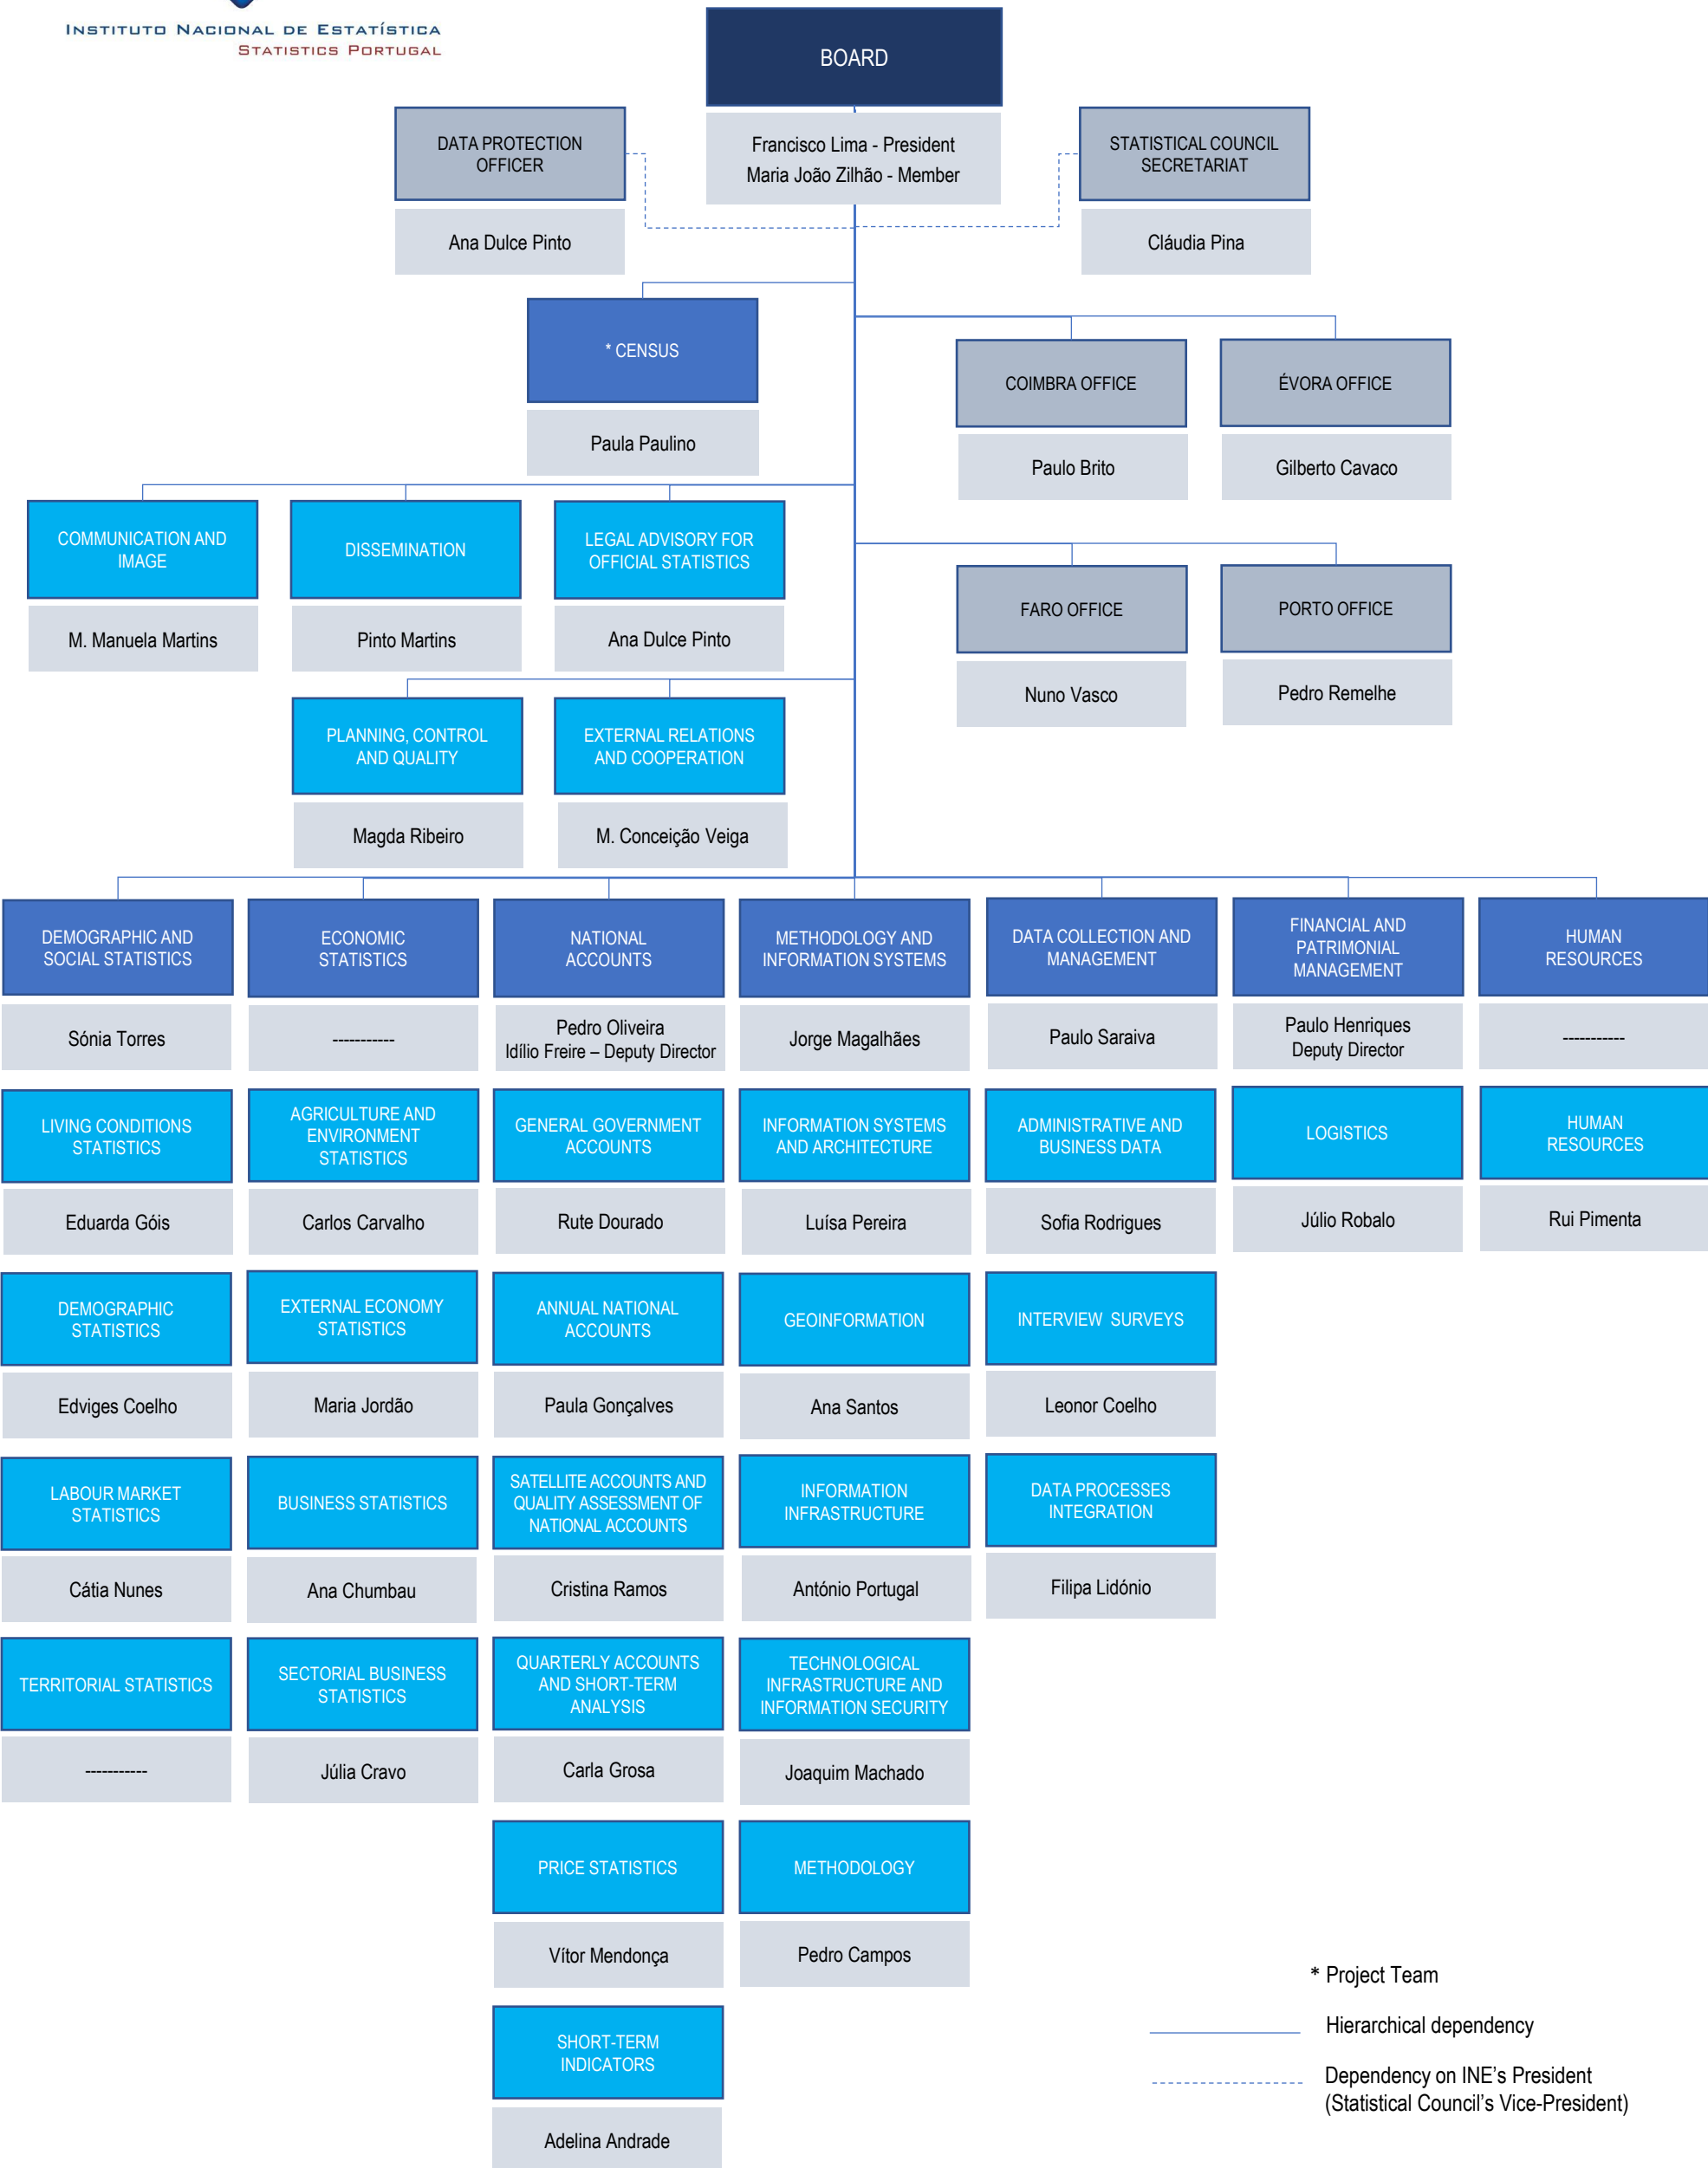 INSTITUTO NACIONAL DE ESTATÍSTICA
STATISTICS PORTUGAL
BOARD
Francisco Lima - President
Maria João Zilhão - Member
DATA PROTECTION
OFFICER
Ana Dulce Pinto
STATISTICAL COUNCIL
SECRETARIAT
Cláudia Pina
* CENSUS
Paula Paulino
COIMBRA OFFICE
Paulo Brito
ÉVORA OFFICE
Gilberto Cavaco
COMMUNICATION AND
IMAGE
M. Manuela Martins
DISSEMINATION
Pinto Martins
LEGAL ADVISORY FOR
OFFICIAL STATISTICS
Ana Dulce Pinto
FARO OFFICE
Nuno Vasco
PORTO OFFICE
Pedro Remelhe
PLANNING, CONTROL
AND QUALITY
Magda Ribeiro
EXTERNAL RELATIONS
AND COOPERATION
M. Conceição Veiga
DEMOGRAPHIC AND
SOCIAL STATISTICS
Sónia Torres
LIVING CONDITIONS
STATISTICS
Eduarda Góis
DEMOGRAPHIC
STATISTICS
Edviges Coelho
LABOUR MARKET
STATISTICS
Cátia Nunes
TERRITORIAL STATISTICS
-----------
ECONOMIC
STATISTICS
-----------
AGRICULTURE AND
ENVIRONMENT
STATISTICS
Carlos Carvalho
EXTERNAL ECONOMY
STATISTICS
Maria Jordão
BUSINESS STATISTICS
Ana Chumbau
SECTORIAL BUSINESS
STATISTICS
Júlia Cravo
NATIONAL
ACCOUNTS
Pedro Oliveira
Idílio Freire – Deputy Director
GENERAL GOVERNMENT
ACCOUNTS
Rute Dourado
ANNUAL NATIONAL
ACCOUNTS
Paula Gonçalves
SATELLITE ACCOUNTS AND
QUALITY ASSESSMENT OF
NATIONAL ACCOUNTS
Cristina Ramos
QUARTERLY ACCOUNTS
AND SHORT-TERM
ANALYSIS
Carla Grosa
PRICE STATISTICS
Vítor Mendonça
SHORT-TERM
INDICATORS
Adelina Andrade
METHODOLOGY AND
INFORMATION SYSTEMS
Jorge Magalhães
INFORMATION SYSTEMS
AND ARCHITECTURE
Luísa Pereira
GEOINFORMATION
Ana Santos
INFORMATION
INFRASTRUCTURE
António Portugal
TECHNOLOGICAL
INFRASTRUCTURE AND
INFORMATION SECURITY
Joaquim Machado
METHODOLOGY
Pedro Campos
DATA COLLECTION AND
MANAGEMENT
Paulo Saraiva
ADMINISTRATIVE AND
BUSINESS DATA
Sofia Rodrigues
INTERVIEW SURVEYS
Leonor Coelho
DATA PROCESSES
INTEGRATION
Filipa Lidónio
FINANCIAL AND
PATRIMONIAL
MANAGEMENT
Paulo Henriques
Deputy Director
LOGISTICS
Júlio Robalo
HUMAN
RESOURCES
-----------
HUMAN
RESOURCES
Rui Pimenta
* Project Team
Hierarchical dependency
Dependency on INE's President
(Statistical Council's Vice-President)